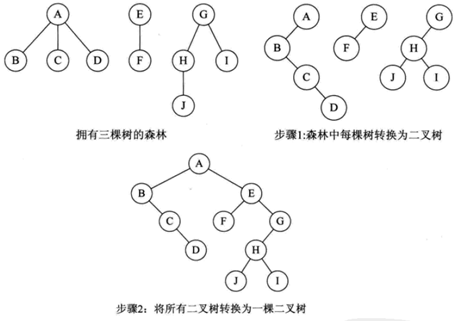 A E G
B C D F H I
J
拥有三棵树的森林
A E G
B F H
C J I
D
步骤1:森林中每棵树转换为二叉树
A
B E
C F G
D H
J I
步骤2：将所有二叉树转换为一棵二叉树